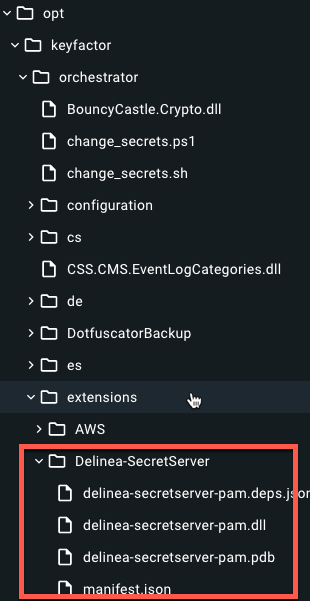 opt
keyfactor
orchestrator
BouncyCastle.Crypto.dll
change_secrets.ps1
change_secrets.sh
configuration
cs
CSS.CMS.EventLogCategories.dll
de
DotfuscatorBackup
es
extensions
AWS
Delinea-SecretServer
delinea-secretserver-pam.deps.json
delinea-secretserver-pam.dll
delinea-secretserver-pam.pdb
manifest.json